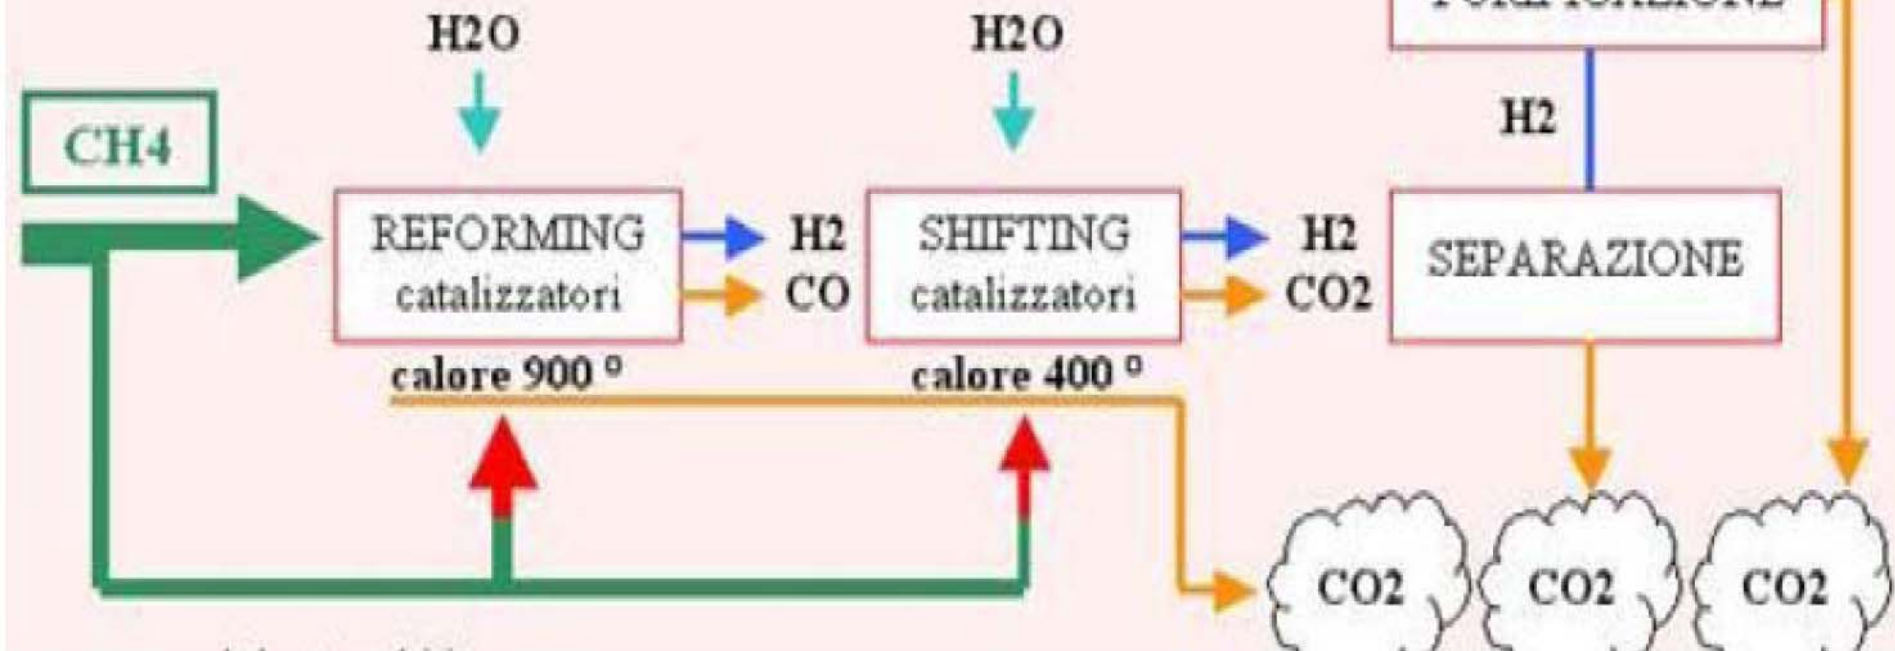 H2O
H2O
PURIFICAZIONE
H2
CH4
REFORMING
catalizzatori
H2
CO
SHIFTING
catalizzatori
H2
CO2
SEPARAZIONE
calore 900 °
calore 400 °
CO2
CO2
CO2